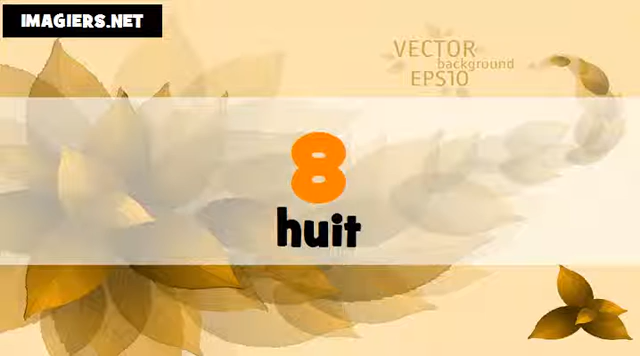 IMAGIERS.NET
VECTOR
background
EPS10
8
huit